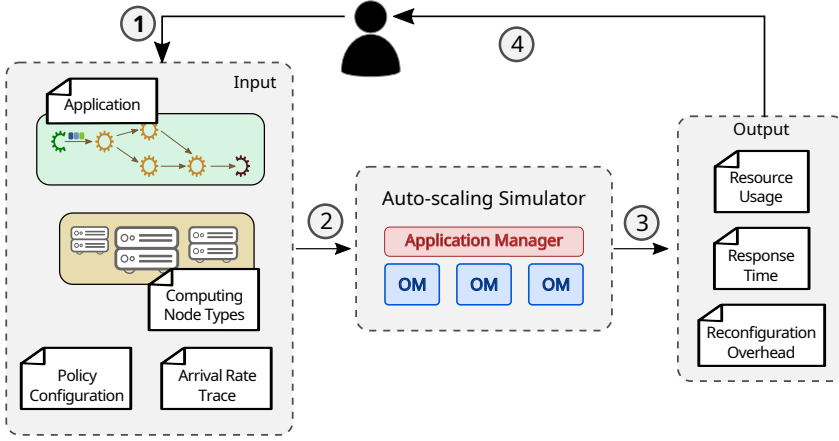 1
4
Input
Application
Computing
Node Types
Policy
Configuration
Arrival Rate
Trace
2
Auto-scaling Simulator
Application Manager
OM OM OM
3
Output
Resource
Usage
Response
Time
Reconfiguration
Overhead